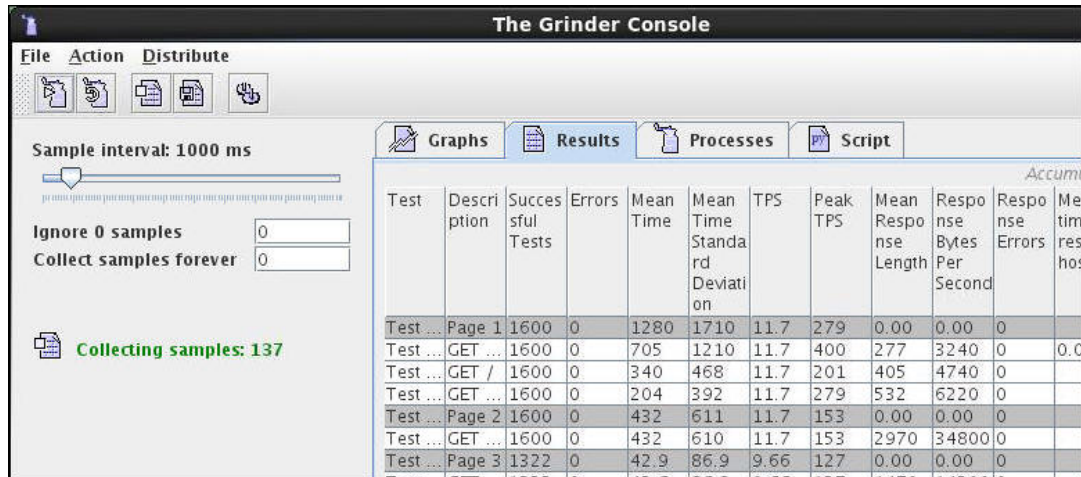 The Grinder Console
File Action Distribute
Sample interval: 1000 ms
Ignore 0 samples 0
Collect samples forever 0
Collecting samples: 137
Graphs Results Processes Script
Test Descri Succes Errors Mean Mean TPS Peak Mean Respo Respo
ption sful Time Time TPS Respo nse nse
Tests Standa nse Bytes Errors
rd Length Per
Deviati Second
on
Test ... Page 1 1600 0 1280 1710 11.7 279 0.00 0.00 0
Test ... GET ... 1600 0 705 1210 11.7 400 277 3240 0
Test ... GET / 1600 0 340 468 11.7 201 405 4740 0
Test ... GET ... 1600 0 204 392 11.7 279 532 6220 0
Test ... Page 2 1600 0 432 611 11.7 153 0.00 0.00 0
Test ... GET ... 1600 0 432 610 11.7 153 2970 34800 0
Test ... Page 3 1322 0 42.9 86.9 9.66 127 0.00 0.00 0